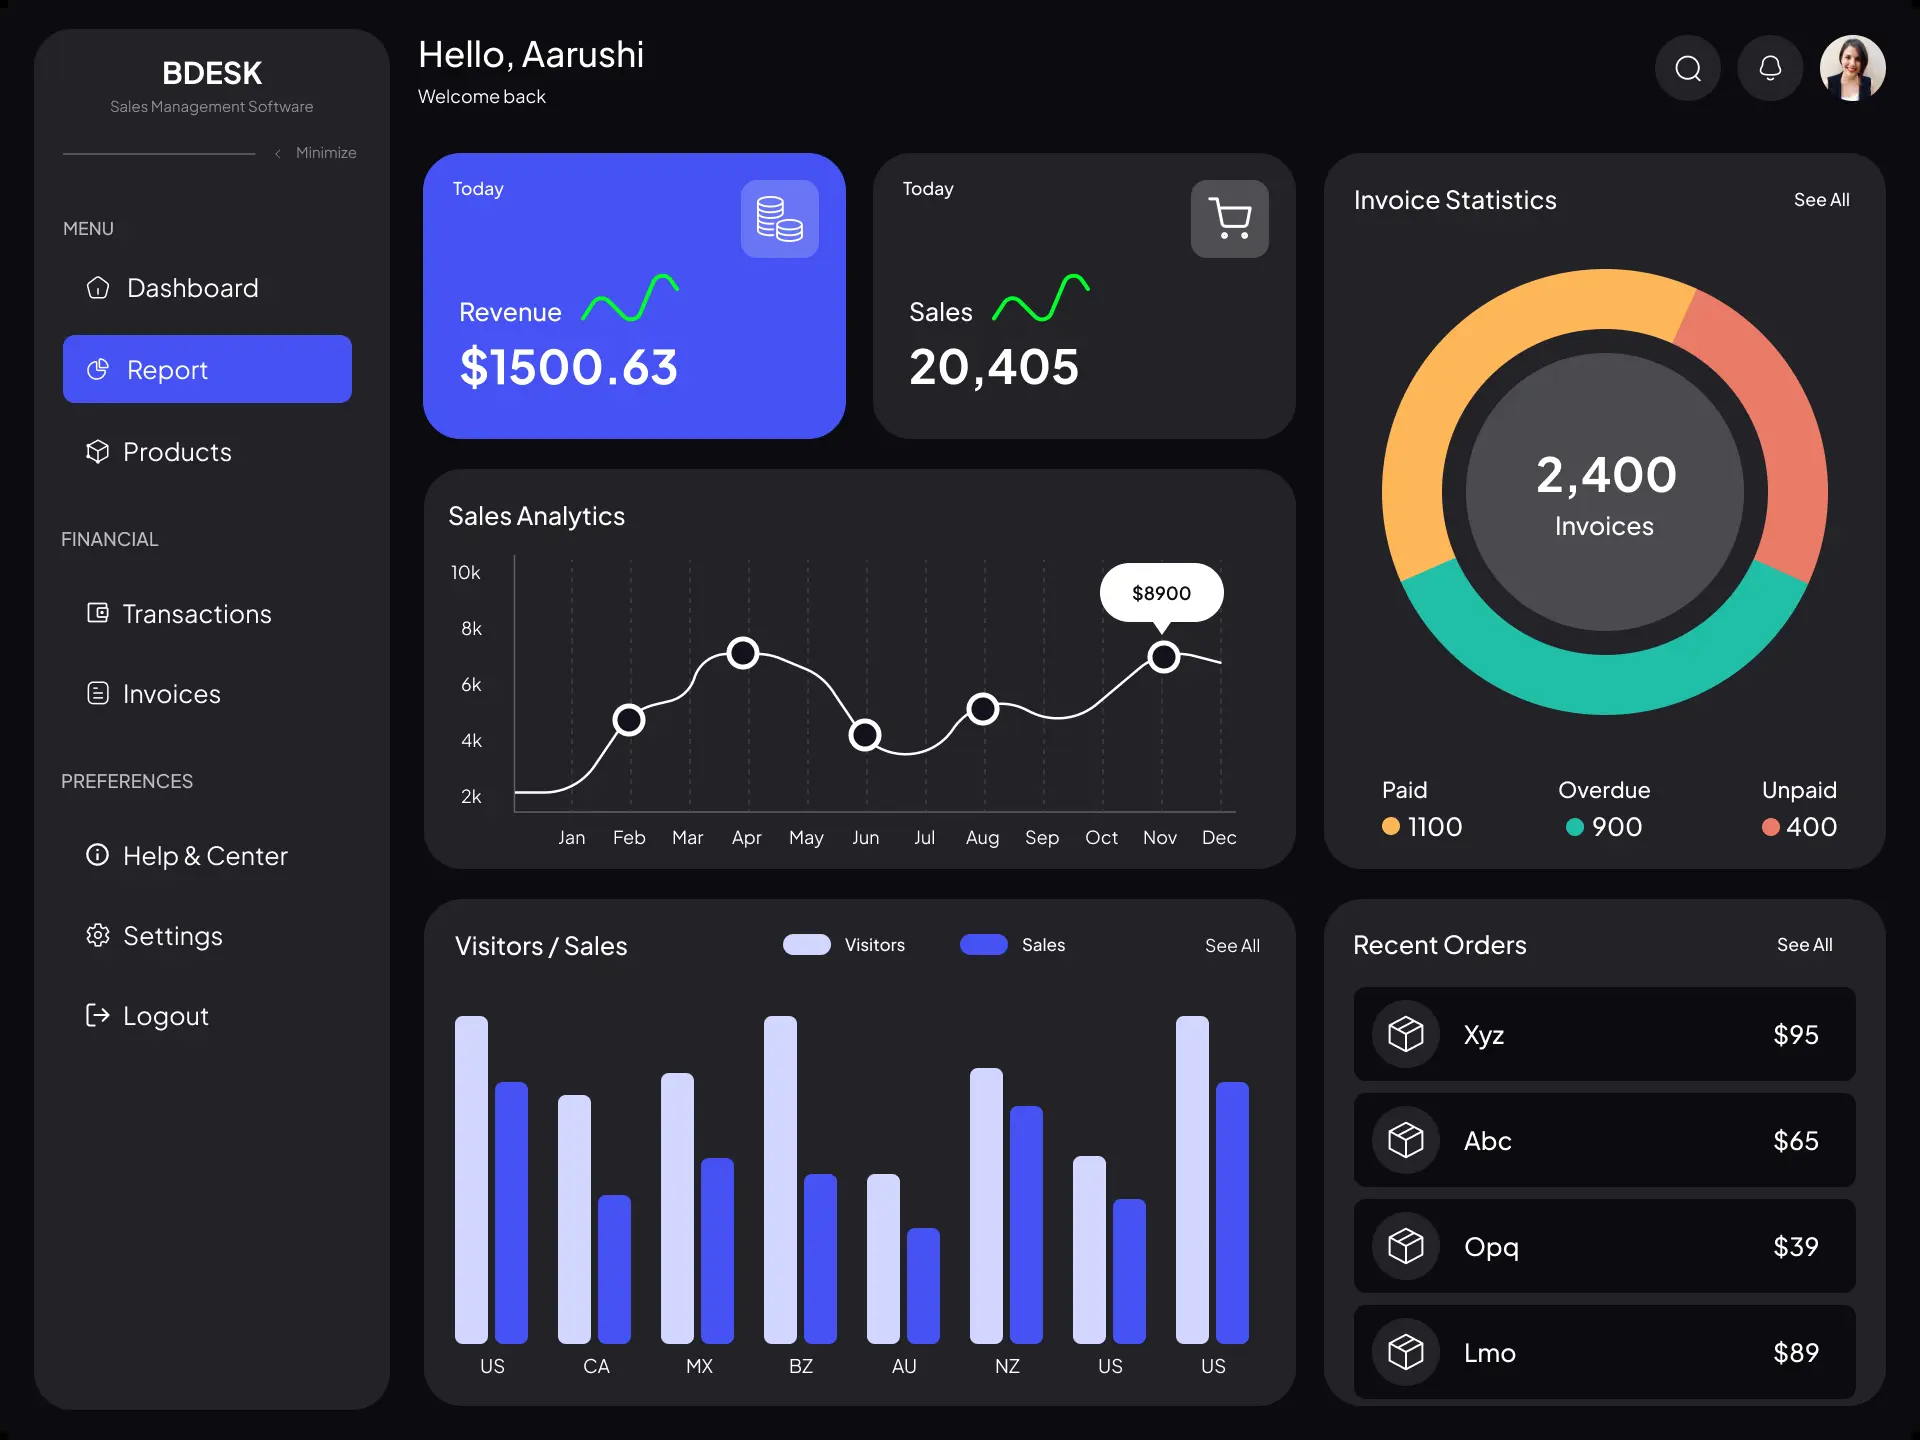 BDESK
Sales Management Software
Minimize
MENU
Dashboard
Report
Products
FINANCIAL
Transactions
Invoices
PREFERENCES
Help & Center
Settings
Logout
Hello, Aarushi
Welcome back
Today
Revenue
$1500.63
Today
Sales
20,405
Invoice Statistics
See All
2,400
Invoices
Paid
1100
Overdue
900
Unpaid
400
Sales Analytics
10k
8k
6k
4k
2k
$8900
Jan Feb Mar Apr May Jun Jul Aug Sep Oct Nov Dec
Visitors / Sales
Visitors
Sales
See All
US CA MX BZ AU NZ US US
Recent Orders
See All
Xyz $95
Abc $65
Opq $39
Lmo $89